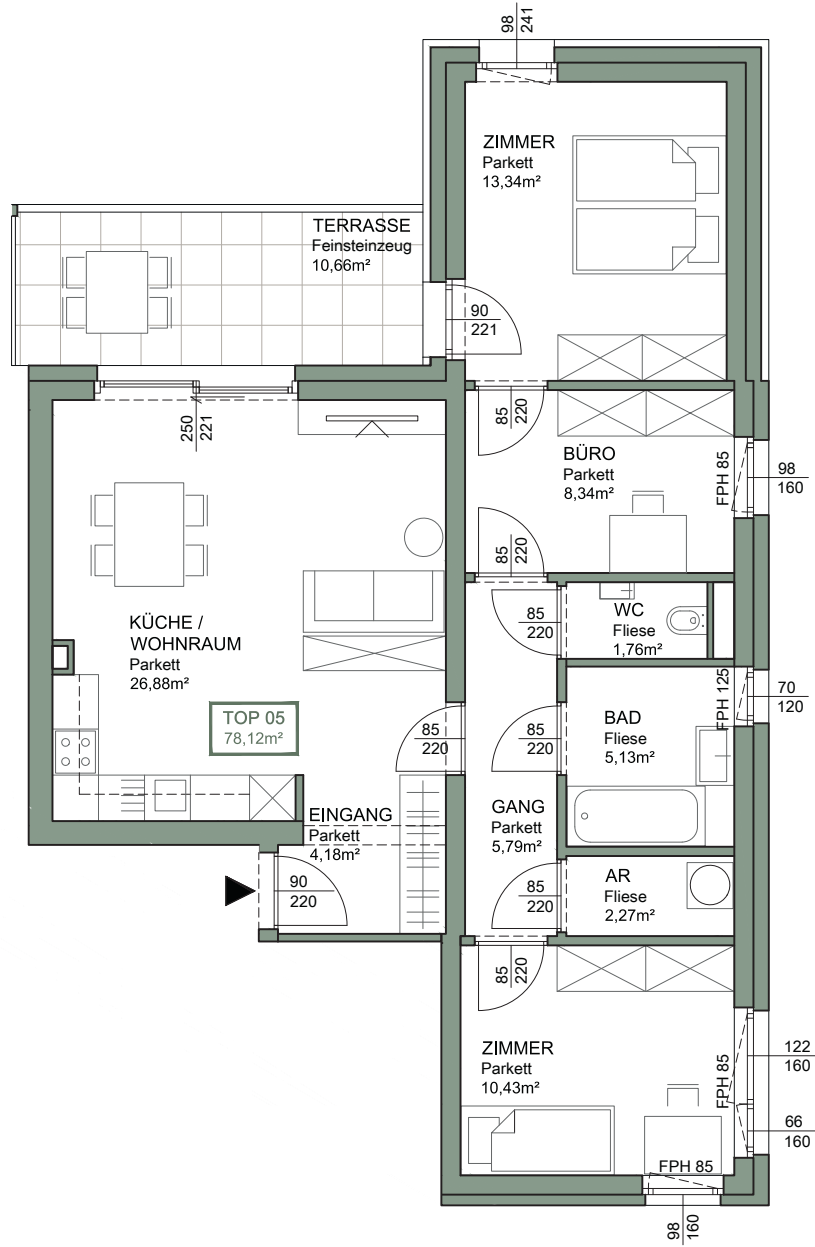 98
241
ZIMMER
Parkett
13,34m²
TERRASSE
Feinsteinzeug
10,66m²
90
221
250
221
85
220
BÜRO
Parkett
8,34m²
FPH 85
98
160
85
220
KÜCHE /
WOHNRAUM
Parkett
26,88m²
85
220
WC
Fliese
1,76m²
FPH 125
70
120
TOP 05
78,12m²
85
220
85
220
BAD
Fliese
5,13m²
EINGANG
Parkett
4,18m²
GANG
Parkett
5,79m²
90
220
85
220
AR
Fliese
2,27m²
85
220
ZIMMER
Parkett
10,43m²
FPH 85
122
160
66
160
FPH 85
98
160